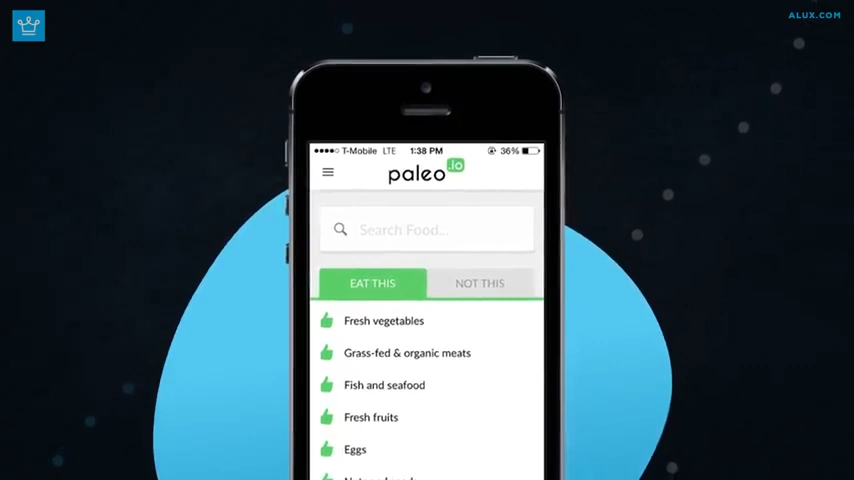 ALUX.COM
T-Mobile LTE 1:38 PM 36%
paleo.io
Search Food...
EAT THIS NOT THIS
Fresh vegetables
Grass-fed & organic meats
Fish and seafood
Fresh fruits
Eggs